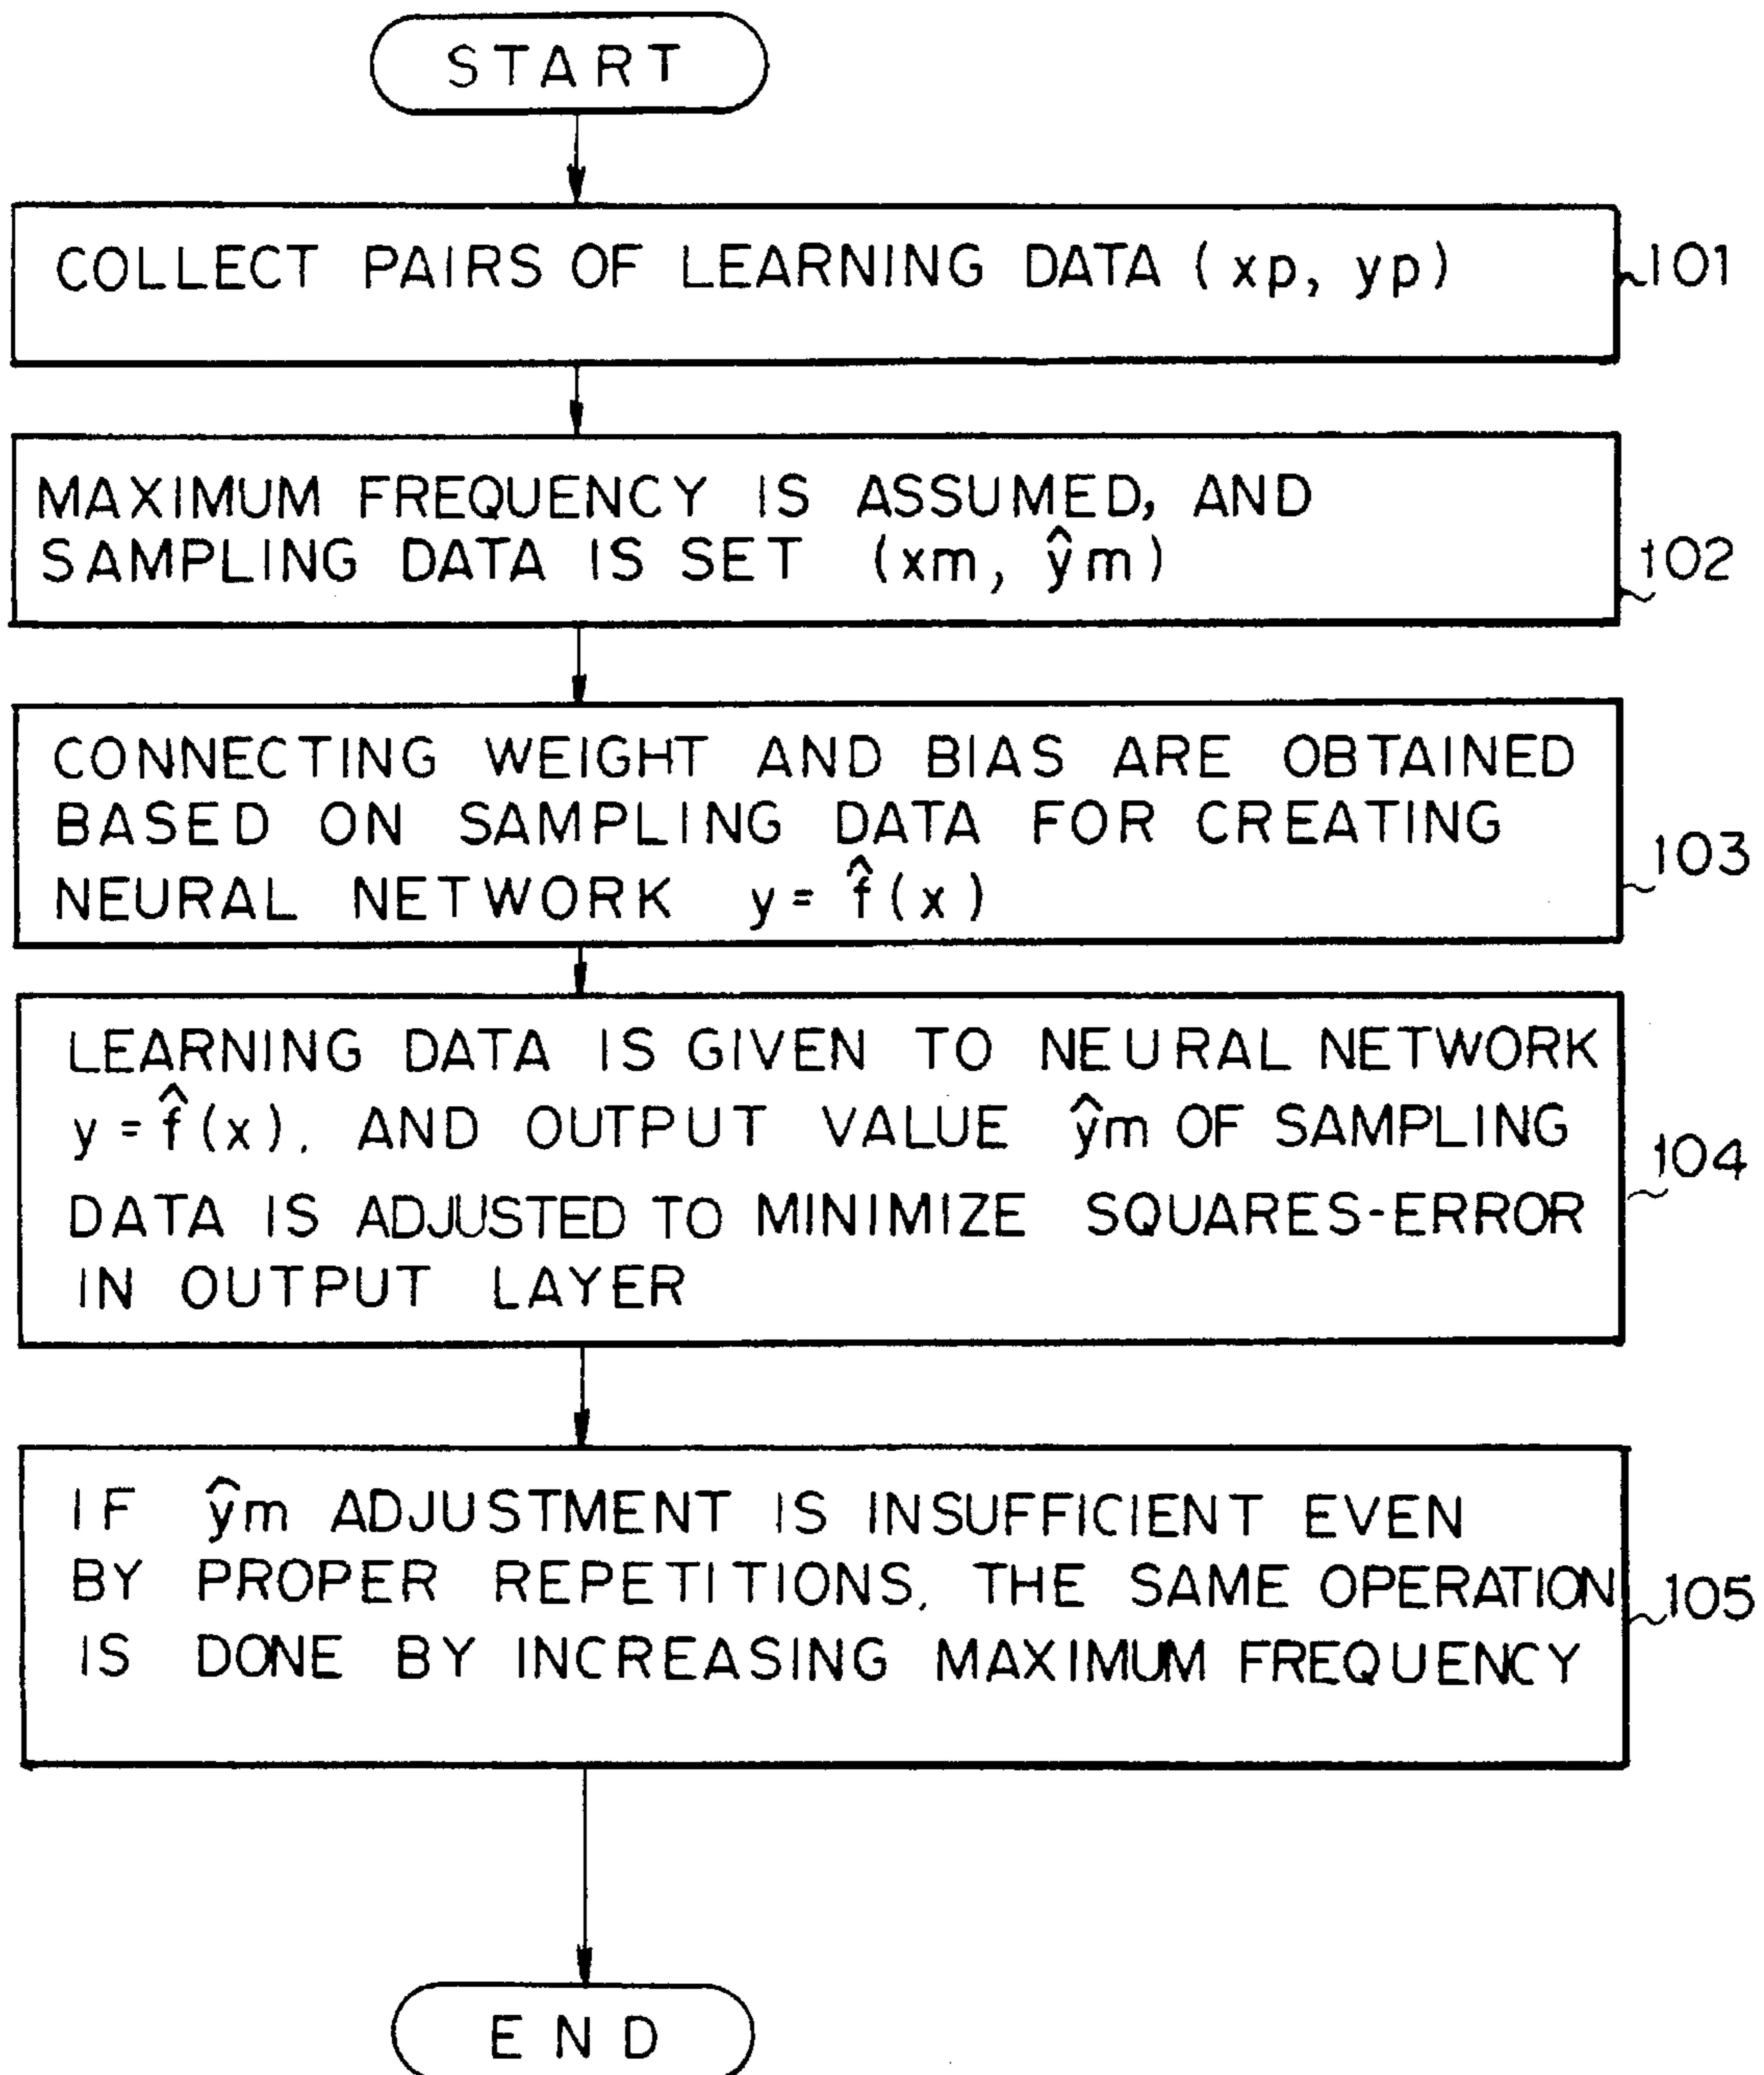 START
COLLECT PAIRS OF LEARNING DATA (xp, yp)
101
MAXIMUM FREQUENCY IS ASSUMED, AND
SAMPLING DATA IS SET (xm, ŷm)
102
CONNECTING WEIGHT AND BIAS ARE OBTAINED
BASED ON SAMPLING DATA FOR CREATING
NEURAL NETWORK y = f̂(x)
103
LEARNING DATA IS GIVEN TO NEURAL NETWORK
y = f̂(x). AND OUTPUT VALUE ŷm OF SAMPLING
DATA IS ADJUSTED TO MINIMIZE SQUARES-ERROR
IN OUTPUT LAYER
104
IF ŷm ADJUSTMENT IS INSUFFICIENT EVEN
BY PROPER REPETITIONS. THE SAME OPERATION
IS DONE BY INCREASING MAXIMUM FREQUENCY
105
END